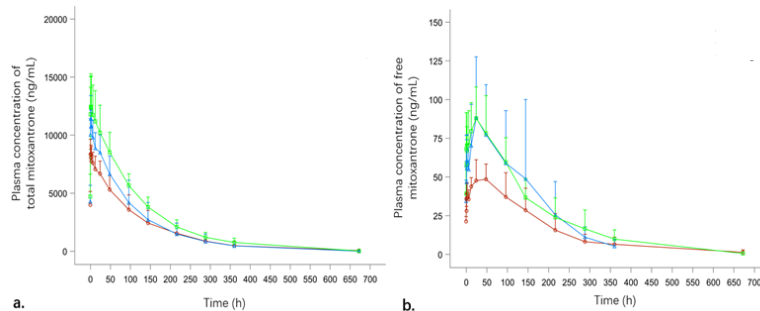 Plasma concentration of
total mitoxantrone (ng/mL)
20000
15000
10000
5000
0
0 50 100 150 200 250 300 350 400 450 500 550 600 650 700
Time (h)
a.
Plasma concentration of free
mitoxantrone (ng/mL)
150
125
100
75
50
25
0
0 50 100 150 200 250 300 350 400 450 500 550 600 650 700
Time (h)
b.